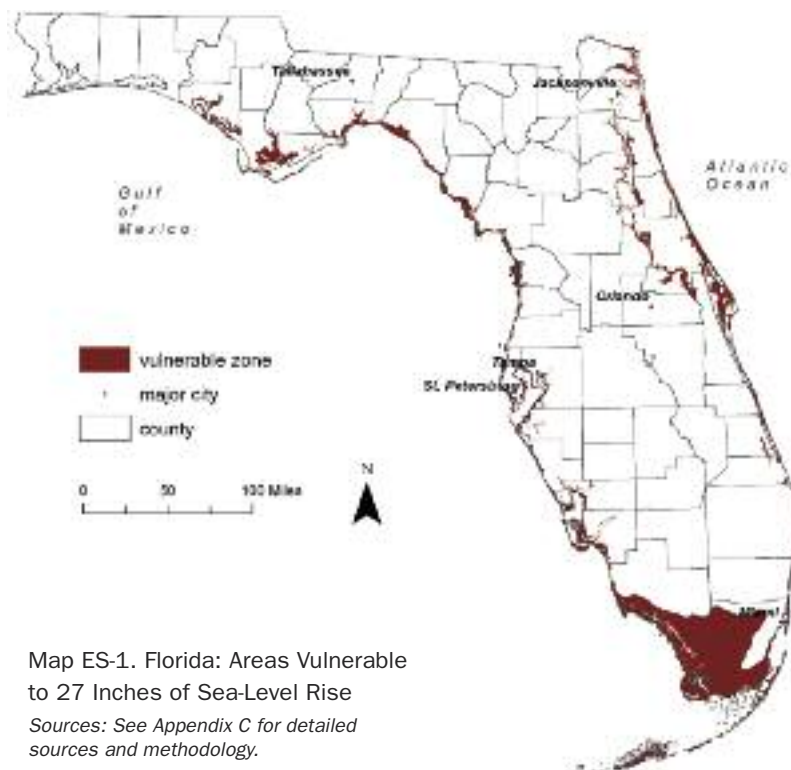 Tallahassee
Jacksonville
Atlantic
Ocean
Gulf
of
Mexico
Orlando
vulnerable zone
Tampa
St. Petersburg
major city
county
0 50 100 Miles
N
Miami
Map ES-1. Florida: Areas Vulnerable
to 27 Inches of Sea-Level Rise
Sources: See Appendix C for detailed
sources and methodology.